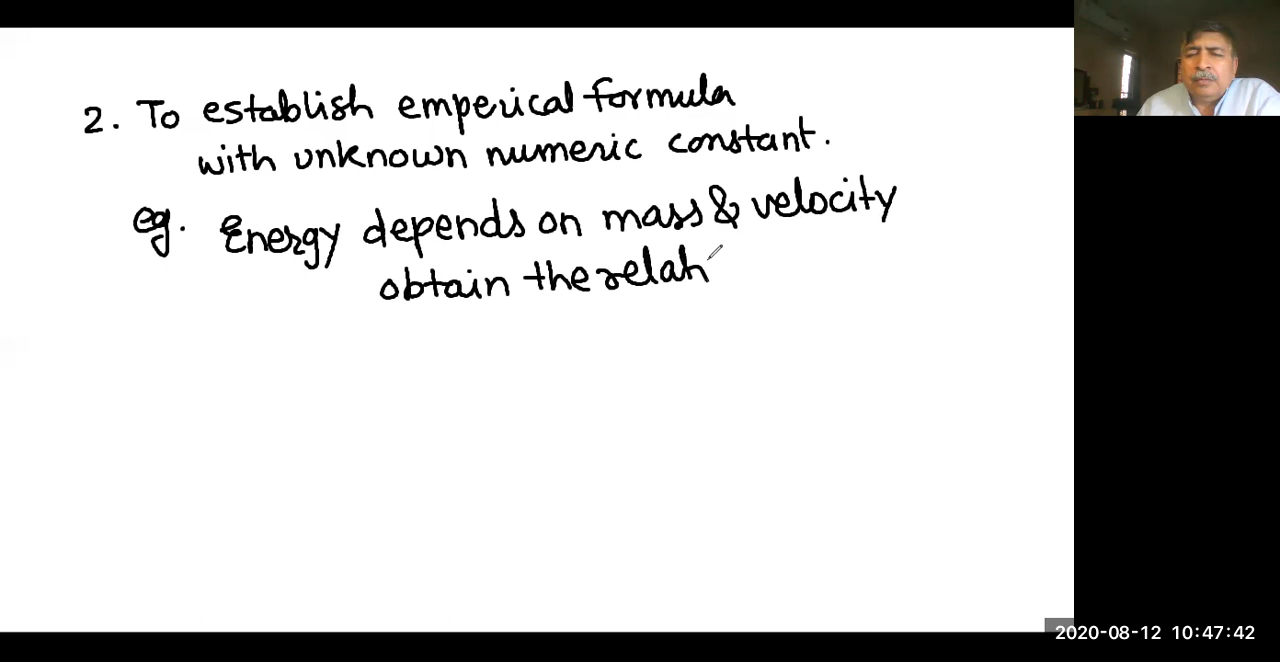 2. To establish emperical formula
with unknown numeric constant.
eg. Energy depends on mass & velocity
obtain the relati
2020-08-12 10:47:42